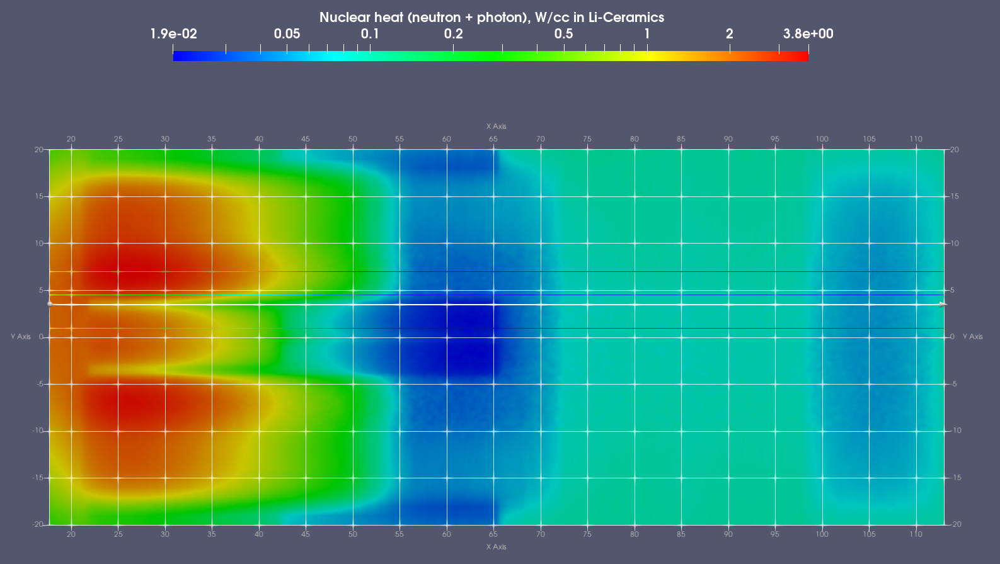 Nuclear heat (neutron + photon), W/cc in Li-Ceramics
1.9e-02 0.05 0.1 0.2 0.5 1 2 3.8e+00
X Axis
20 25 30 35 40 45 50 55 60 65 70 75 80 85 90 95 100 105 110
20 20
15 15
10 10
5 5
Y Axis 0 0 Y Axis
-5 -5
-10 -10
-15 -15
-20 -20
20 25 30 35 40 45 50 55 60 65 70 75 80 85 90 95 100 105 110
X Axis